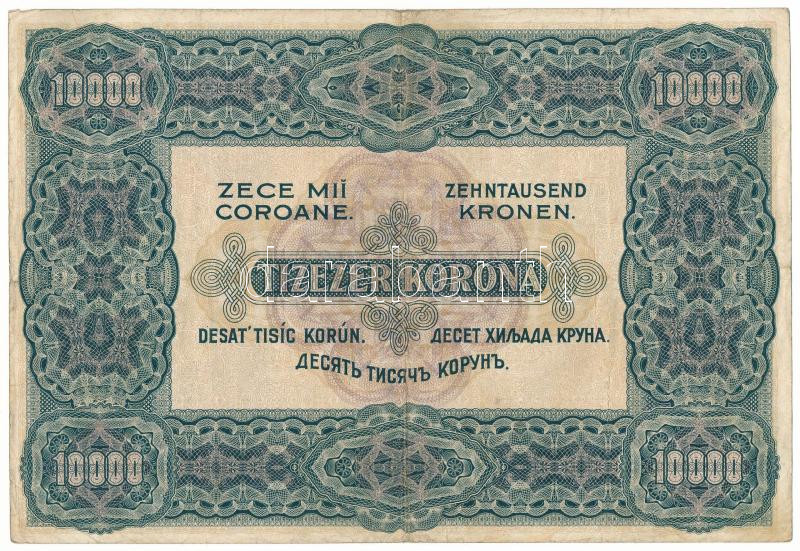 10000 10000
ZECE MIĬ
COROANE.
ZEHNTAUSEND
KRONEN.
TIZEZER KORONA
DESAT' TISÍC KORÚN.
ДЕСЕТ ХИЉАДА КРУНА.
ДЕСЯТЬ ТИСЯЧЪ КОРУНЪ.
10000 10000